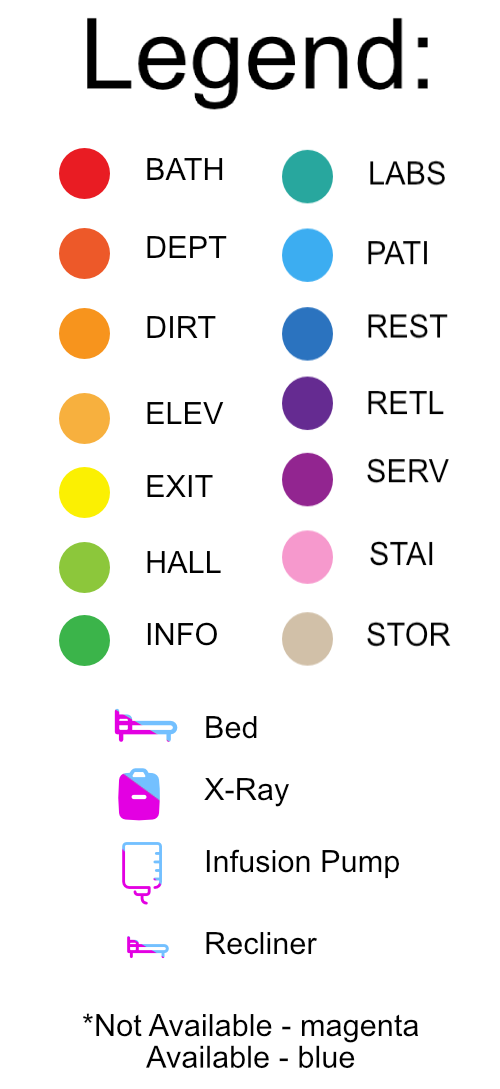 Legend:
BATH
DEPT
DIRT
ELEV
EXIT
HALL
INFO
LABS
PATI
REST
RETL
SERV
STAI
STOR
Bed
X-Ray
Infusion Pump
Recliner
*Not Available - magenta
Available - blue